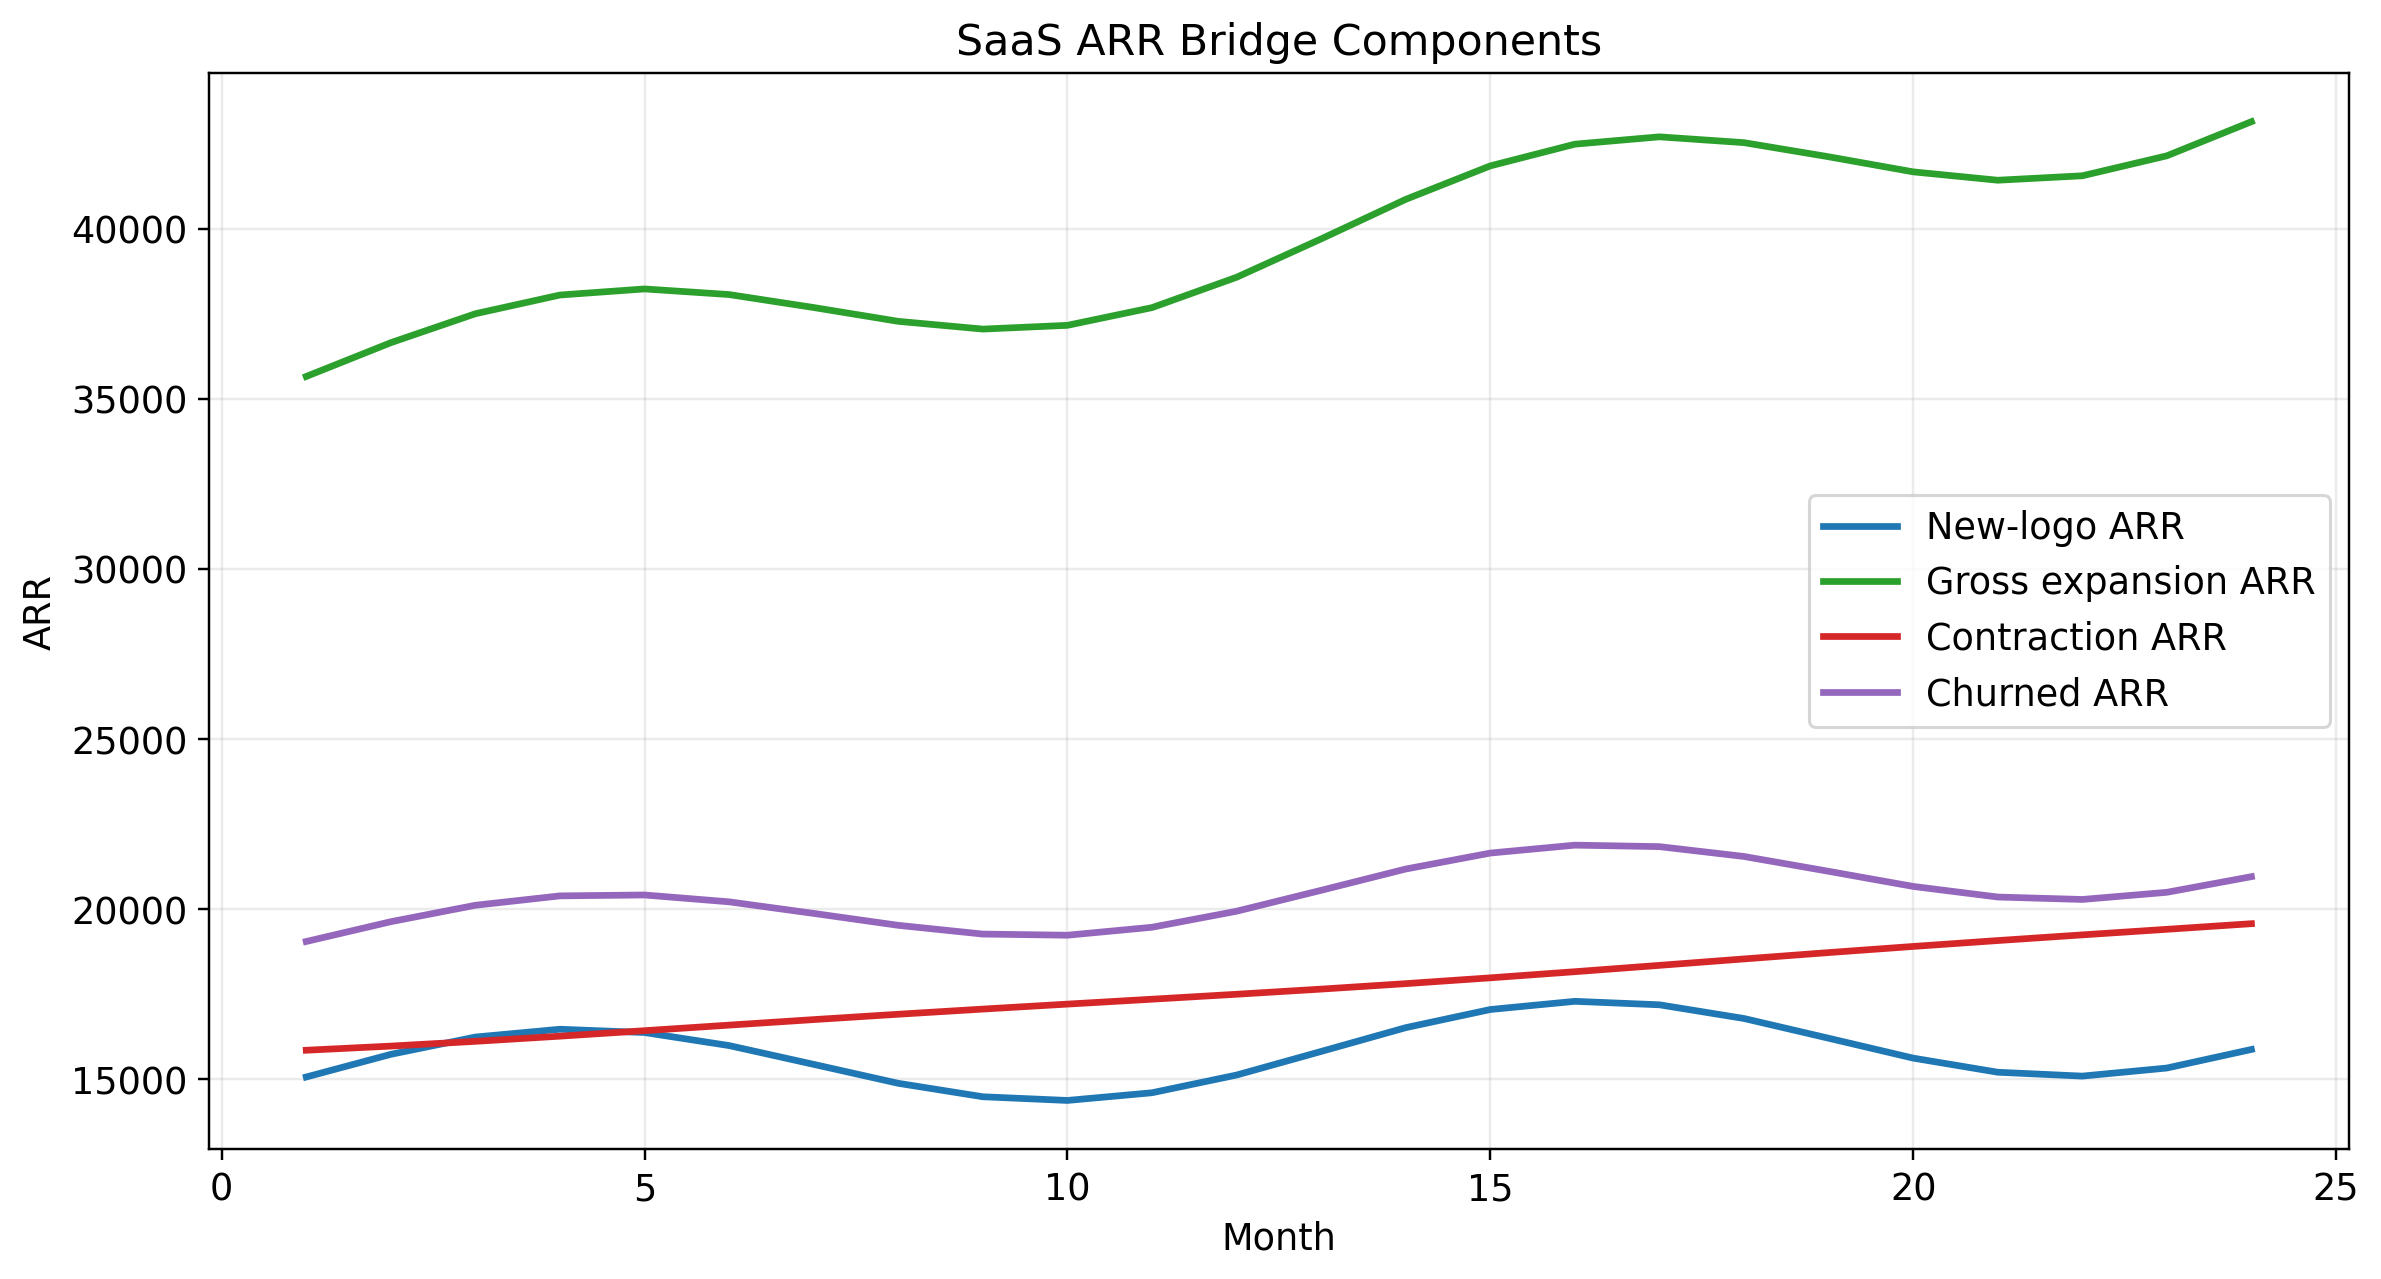 SaaS ARR Bridge Components
ARR
40000
35000
30000
25000
20000
15000
New-logo ARR
Gross expansion ARR
Contraction ARR
Churned ARR
0 5 10 15 20 25
Month